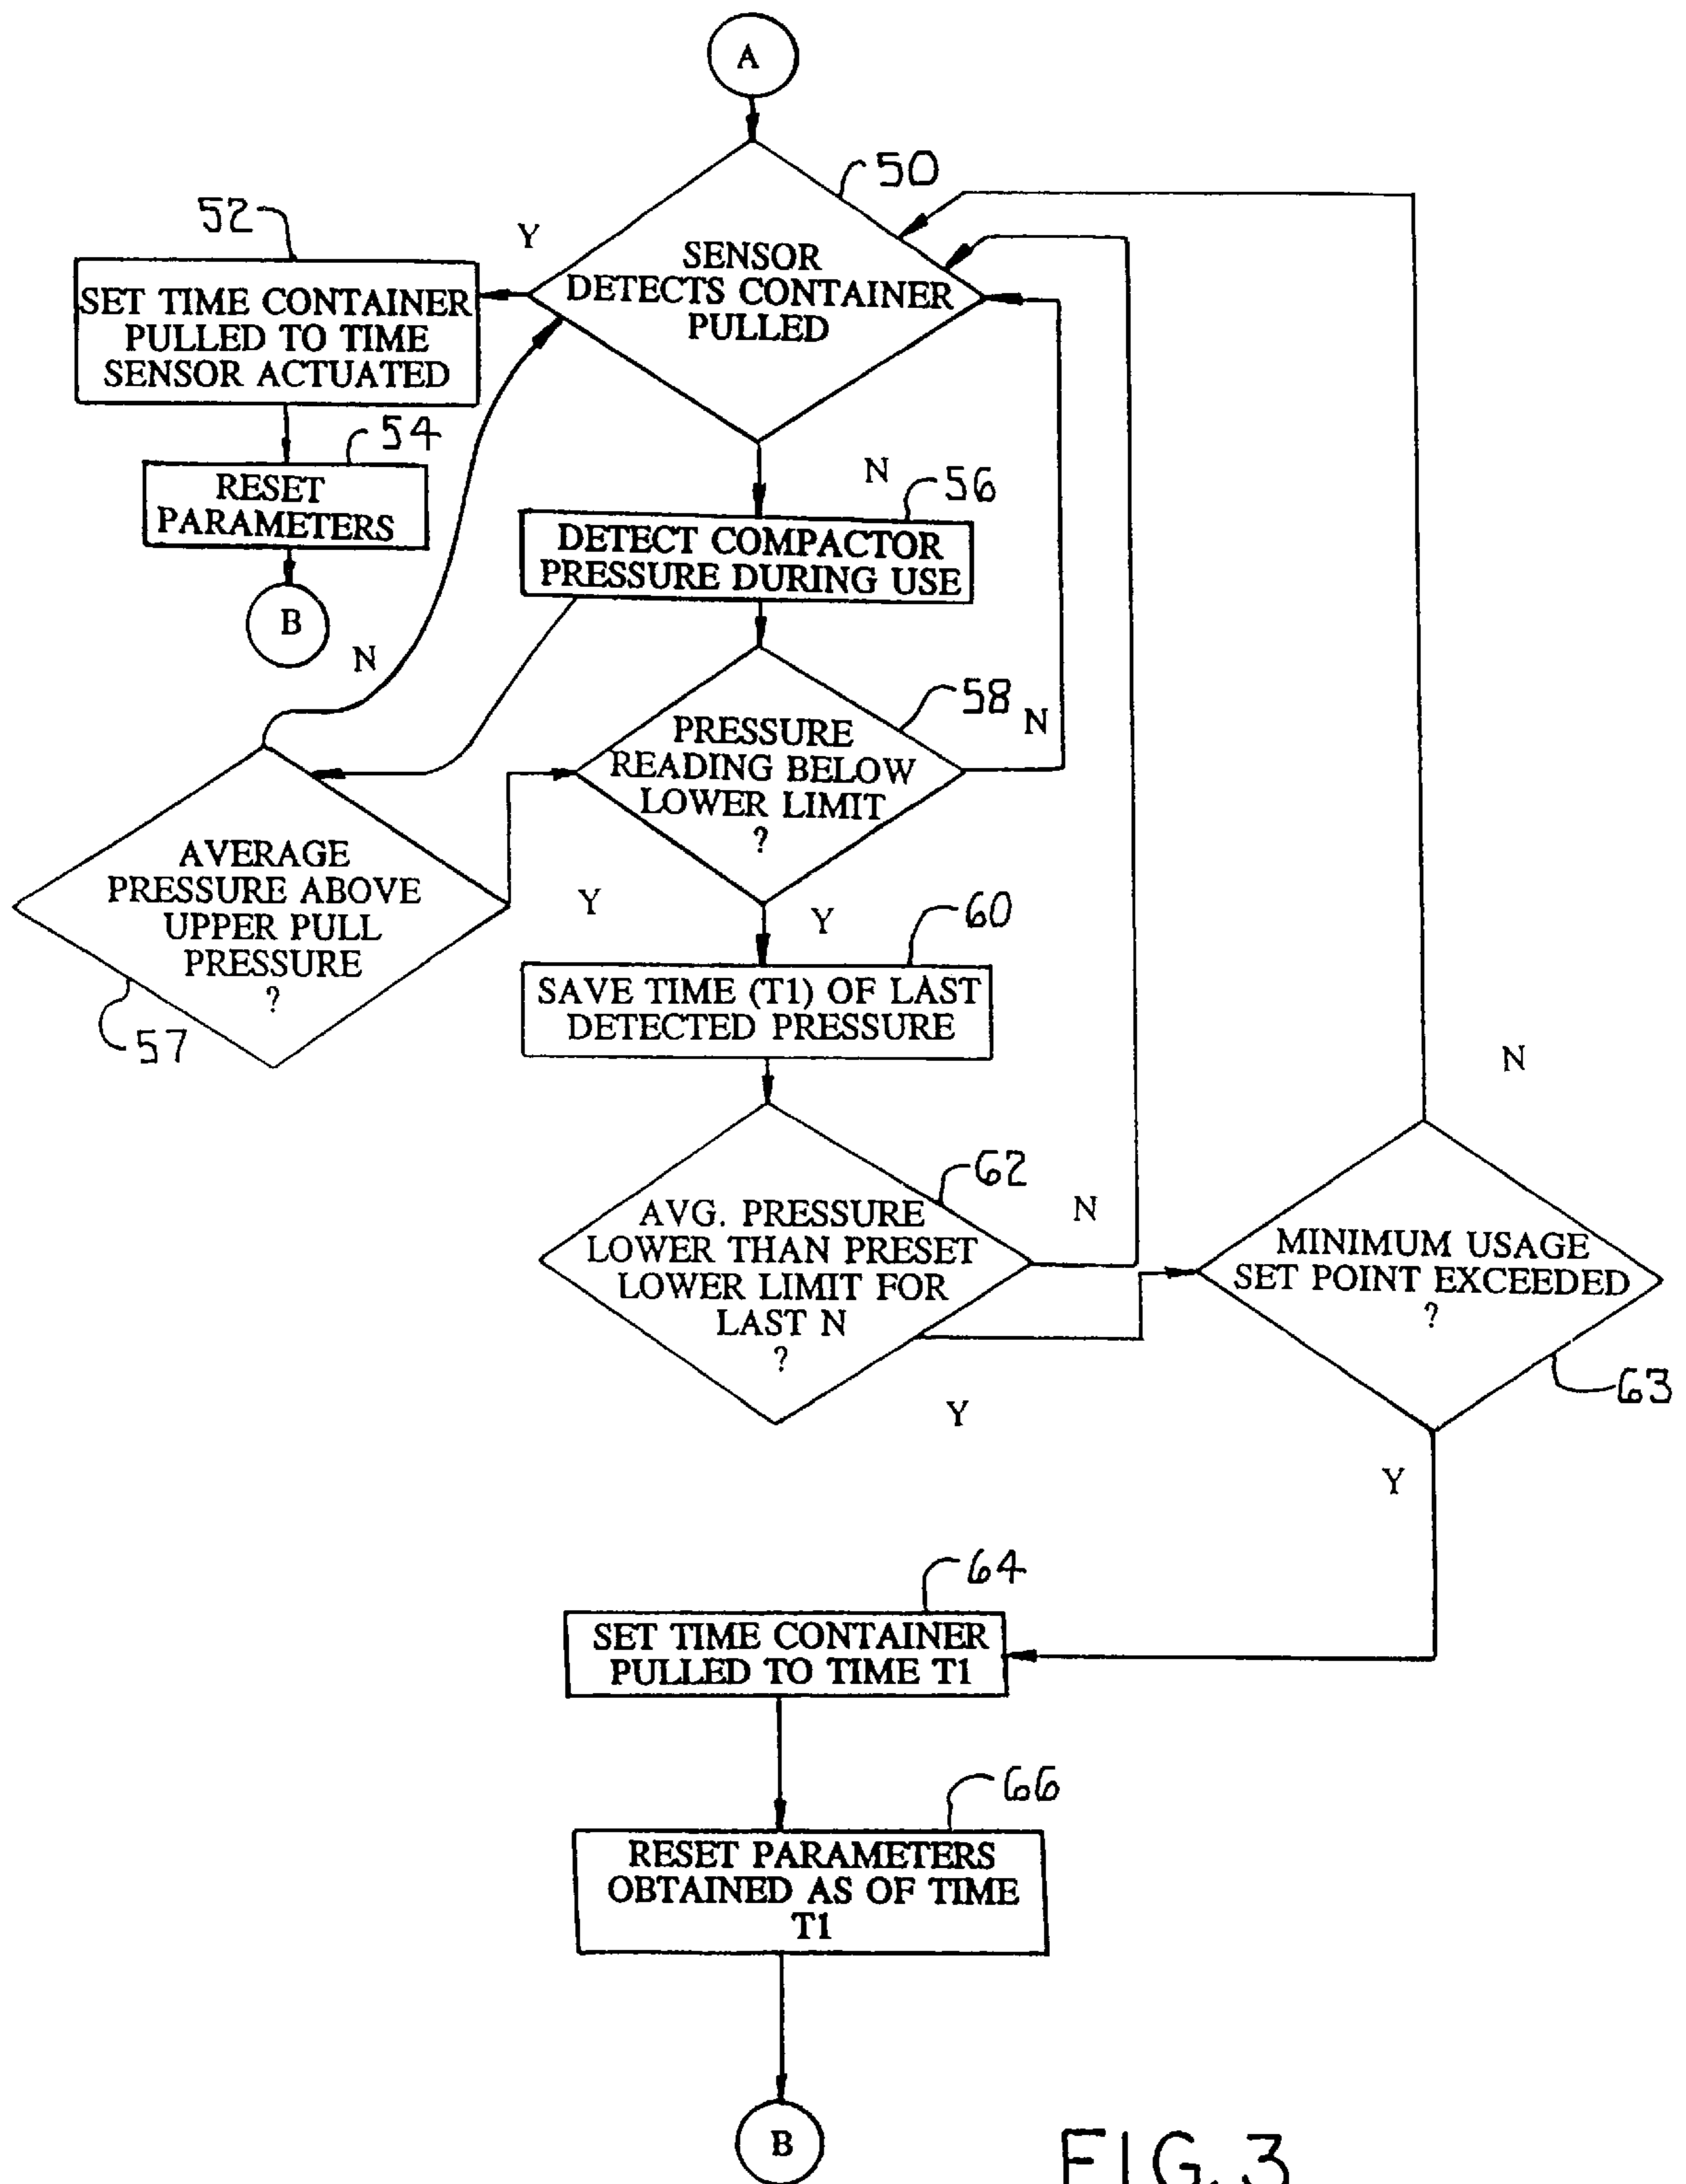 A
50
52
Y
SENSOR
DETECTS CONTAINER
PULLED
SET TIME CONTAINER
PULLED TO TIME
SENSOR ACTUATED
54
RESET
PARAMETERS
N
56
DETECT COMPACTOR
PRESSURE DURING USE
B
N
58
N
PRESSURE
READING BELOW
LOWER LIMIT
?
AVERAGE
PRESSURE ABOVE
UPPER PULL
PRESSURE
?
57
Y
Y
60
SAVE TIME (T1) OF LAST
DETECTED PRESSURE
N
62
N
AVG. PRESSURE
LOWER THAN PRESET
LOWER LIMIT FOR
LAST N
?
MINIMUM USAGE
SET POINT EXCEEDED
?
63
Y
Y
64
SET TIME CONTAINER
PULLED TO TIME T1
66
RESET PARAMETERS
OBTAINED AS OF TIME
T1
B
FIG. 3